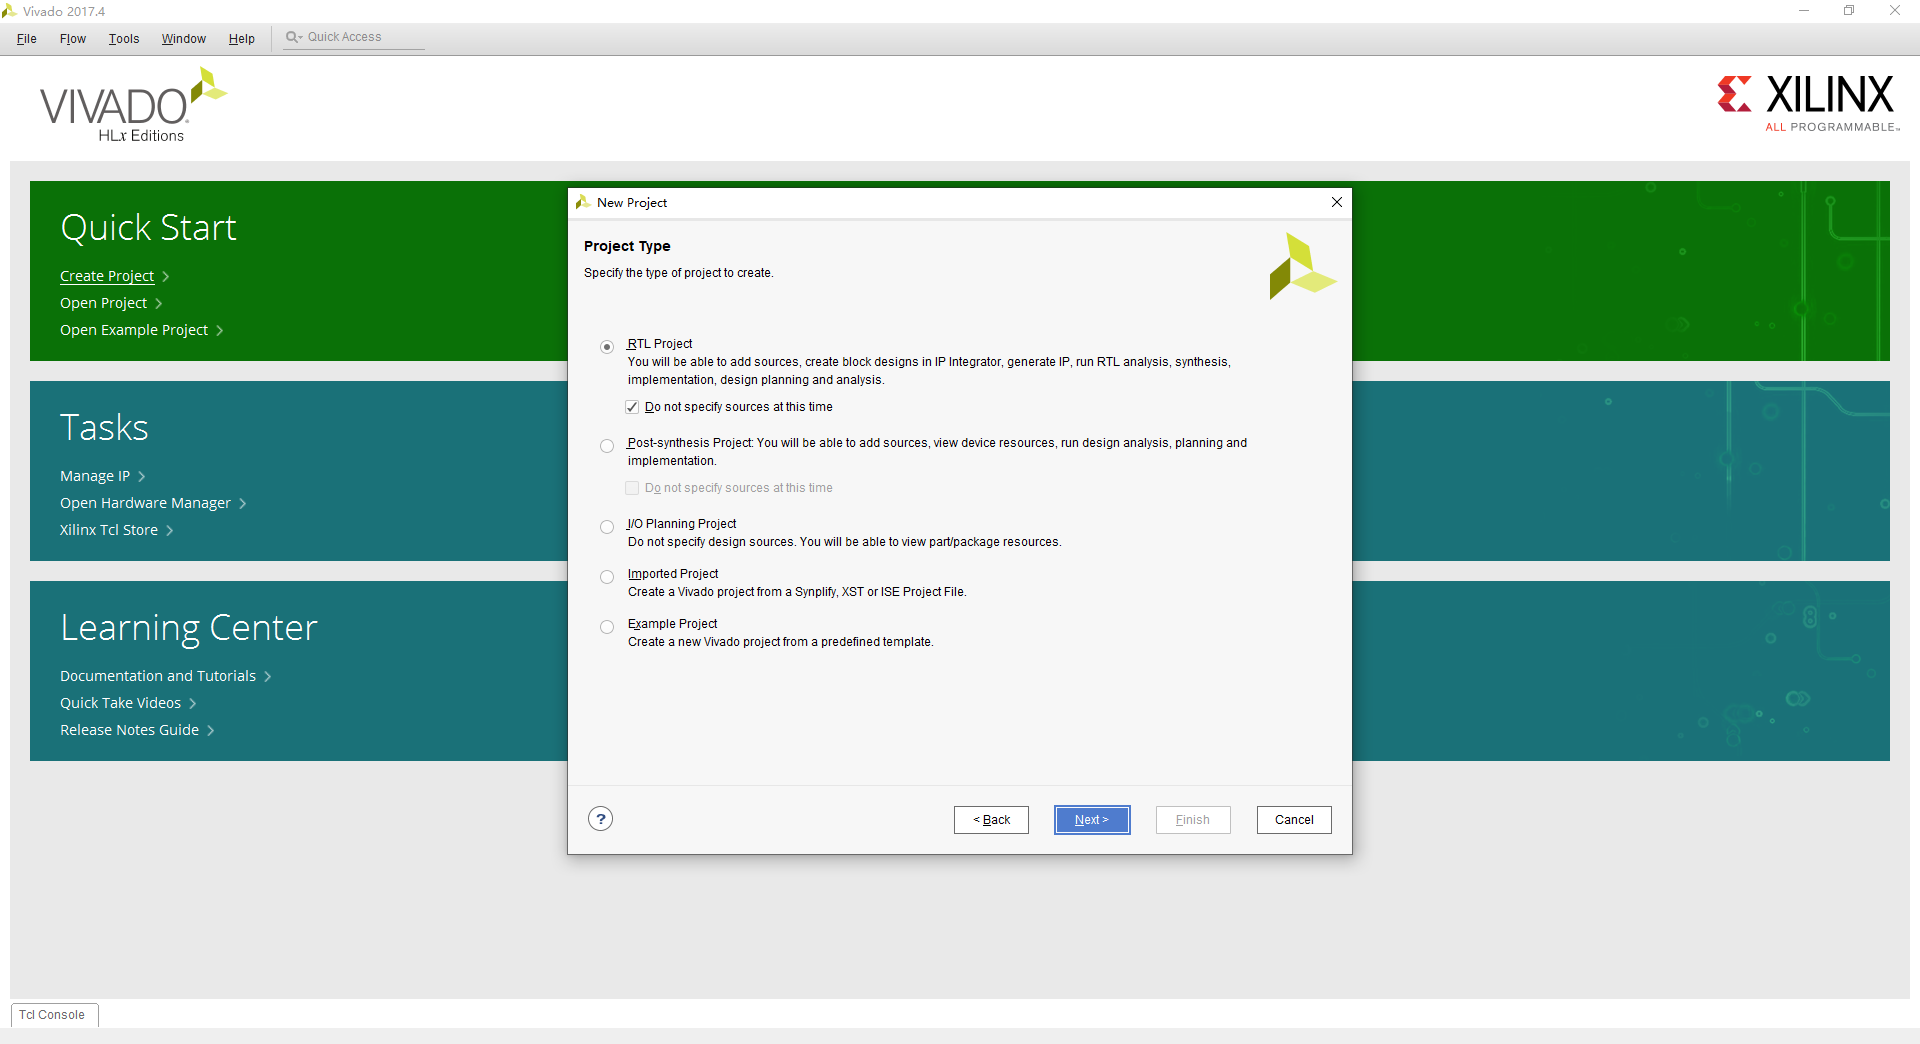 Vivado 2017.4
File Flow Tools Window Help Quick Access
VIVADO
HLx Editions
XILINX
ALL PROGRAMMABLE™
Quick Start
Create Project
Open Project
Open Example Project
Tasks
Manage IP
Open Hardware Manager
Xilinx Tcl Store
Learning Center
Documentation and Tutorials
Quick Take Videos
Release Notes Guide
New Project
Project Type
Specify the type of project to create.
RTL Project
You will be able to add sources, create block designs in IP Integrator, generate IP, run RTL analysis, synthesis,
implementation, design planning and analysis.
Do not specify sources at this time
Post-synthesis Project: You will be able to add sources, view device resources, run design analysis, planning and
implementation.
Do not specify sources at this time
I/O Planning Project
Do not specify design sources. You will be able to view part/package resources.
Imported Project
Create a Vivado project from a Synplify, XST or ISE Project File.
Example Project
Create a new Vivado project from a predefined template.
? < Back Next > Finish Cancel
Tcl Console